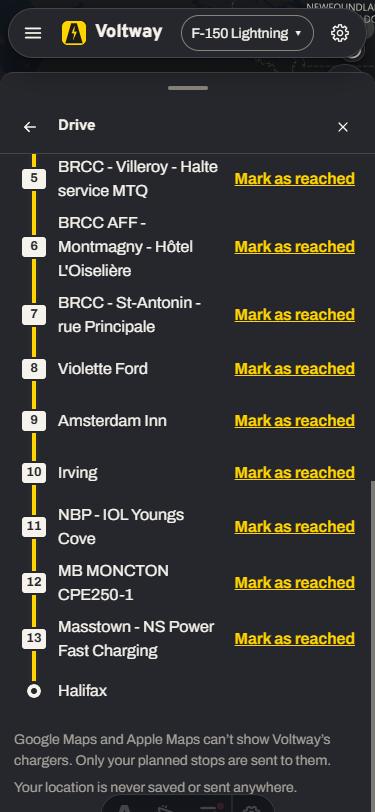 NEWFOUNDLA
Voltway
F-150 Lightning
Drive
5
BRCC - Villeroy - Halte
service MTQ
Mark as reached
6
BRCC AFF -
Montmagny - Hôtel
L'Oiselière
Mark as reached
7
BRCC - St-Antonin -
rue Principale
Mark as reached
8
Violette Ford
Mark as reached
9
Amsterdam Inn
Mark as reached
10
Irving
Mark as reached
11
NBP - IOL Youngs
Cove
Mark as reached
12
MB MONCTON
CPE250-1
Mark as reached
13
Masstown - NS Power
Fast Charging
Mark as reached
Halifax
Google Maps and Apple Maps can’t show Voltway’s
chargers. Only your planned stops are sent to them.
Your location is never saved or sent anywhere.